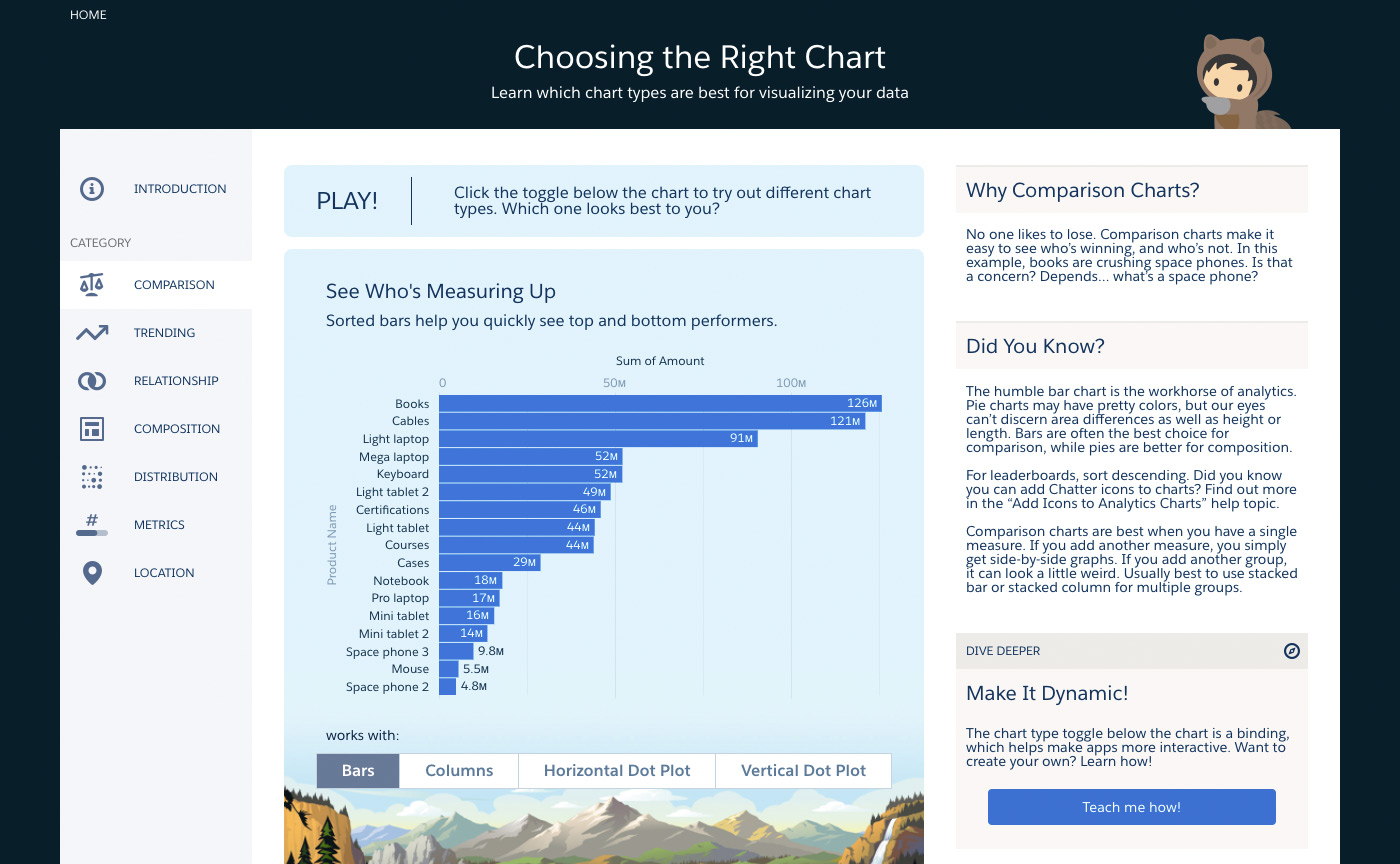 HOME
Choosing the Right Chart
Learn which chart types are best for visualizing your data
INTRODUCTION
CATEGORY
COMPARISON
TRENDING
RELATIONSHIP
COMPOSITION
DISTRIBUTION
#
METRICS
LOCATION
PLAY!
Click the toggle below the chart to try out different chart
types. Which one looks best to you?
See Who's Measuring Up
Sorted bars help you quickly see top and bottom performers.
Sum of Amount
0 50M 100M
Product Name
Books 126M
Cables 121M
Light laptop 91M
Mega laptop 52M
Keyboard 52M
Light tablet 2 49M
Certifications 46M
Light tablet 44M
Courses 44M
Cases 29M
Notebook 18M
Pro laptop 17M
Mini tablet 16M
Mini tablet 2 14M
Space phone 3 9.8M
Mouse 5.5M
Space phone 2 4.8M
works with:
Bars Columns Horizontal Dot Plot Vertical Dot Plot
Why Comparison Charts?
No one likes to lose. Comparison charts make it
easy to see who's winning, and who's not. In this
example, books are crushing space phones. Is that
a concern? Depends... what's a space phone?
Did You Know?
The humble bar chart is the workhorse of analytics.
Pie charts may have pretty colors, but our eyes
can't discern area differences as well as height or
length. Bars are often the best choice for
comparison, while pies are better for composition.
For leaderboards, sort descending. Did you know
you can add Chatter icons to charts? Find out more
in the “Add Icons to Analytics Charts” help topic.
Comparison charts are best when you have a single
measure. If you add another measure, you simply
get side-by-side graphs. If you add another group,
it can look a little weird. Usually best to use stacked
bar or stacked column for multiple groups.
DIVE DEEPER
Make It Dynamic!
The chart type toggle below the chart is a binding,
which helps make apps more interactive. Want to
create your own? Learn how!
Teach me how!